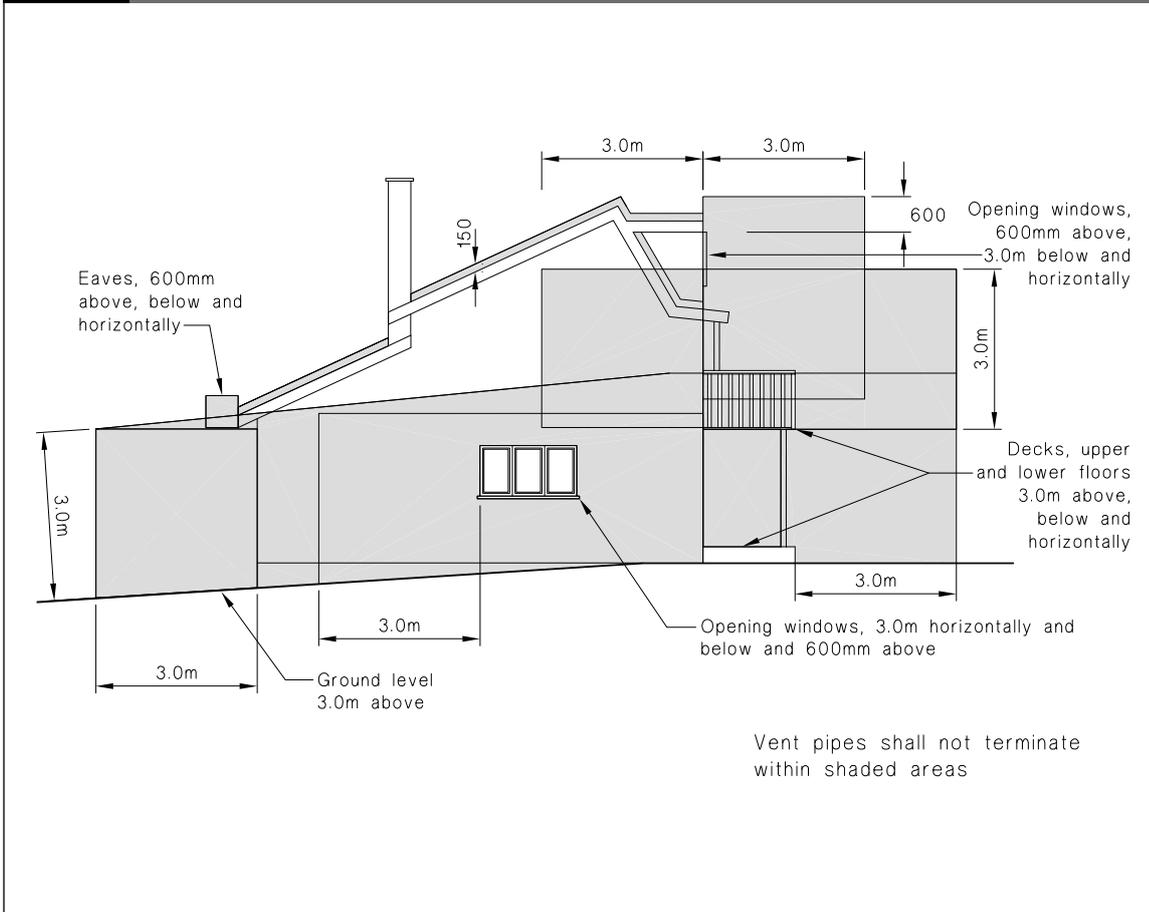 3.0m
3.0m
600
Opening windows,
600mm above,
3.0m below and
horizontally
150
Eaves, 600mm
above, below and
horizontally
3.0m
3.0m
Decks, upper
and lower floors
3.0m above,
below and
horizontally
3.0m
3.0m
Opening windows, 3.0m horizontally and
below and 600mm above
3.0m
Ground level
3.0m above
Vent pipes shall not terminate
within shaded areas